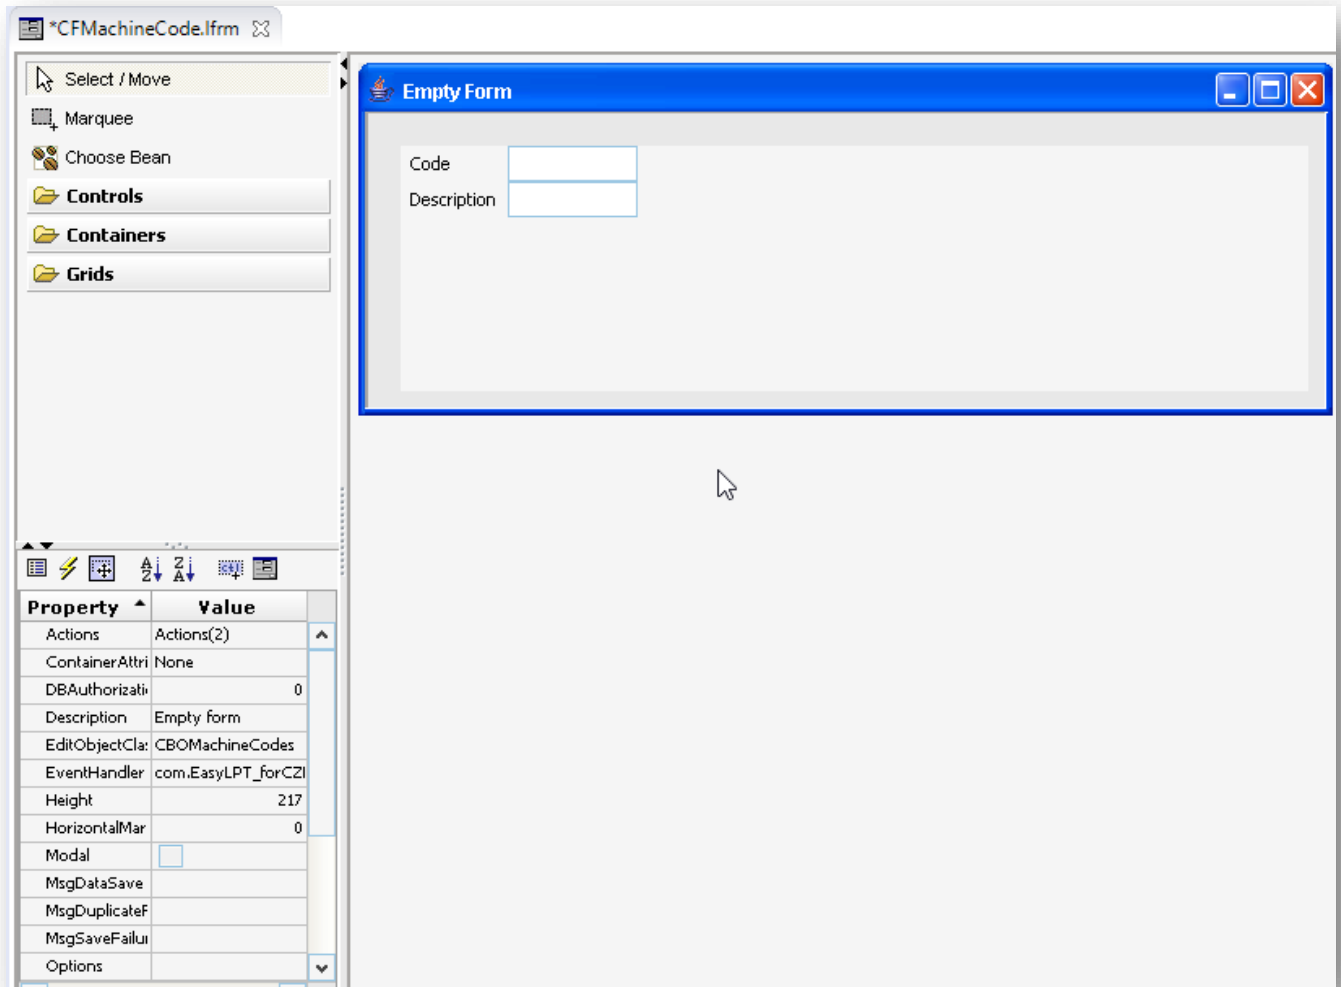 *CFMachineCode.lfrm
Select / Move
Marquee
Choose Bean
Controls
Containers
Grids
Empty Form
Code
Description
Property Value
Actions Actions(2)
ContainerAttri None
DBAuthorizati 0
Description Empty form
EditObjectCla: CBOMachineCodes
EventHandler com.EasyLPT_forCZI
Height 217
HorizontalMar 0
Modal
MsgDataSave
MsgDuplicateF
MsgSaveFailur
Options